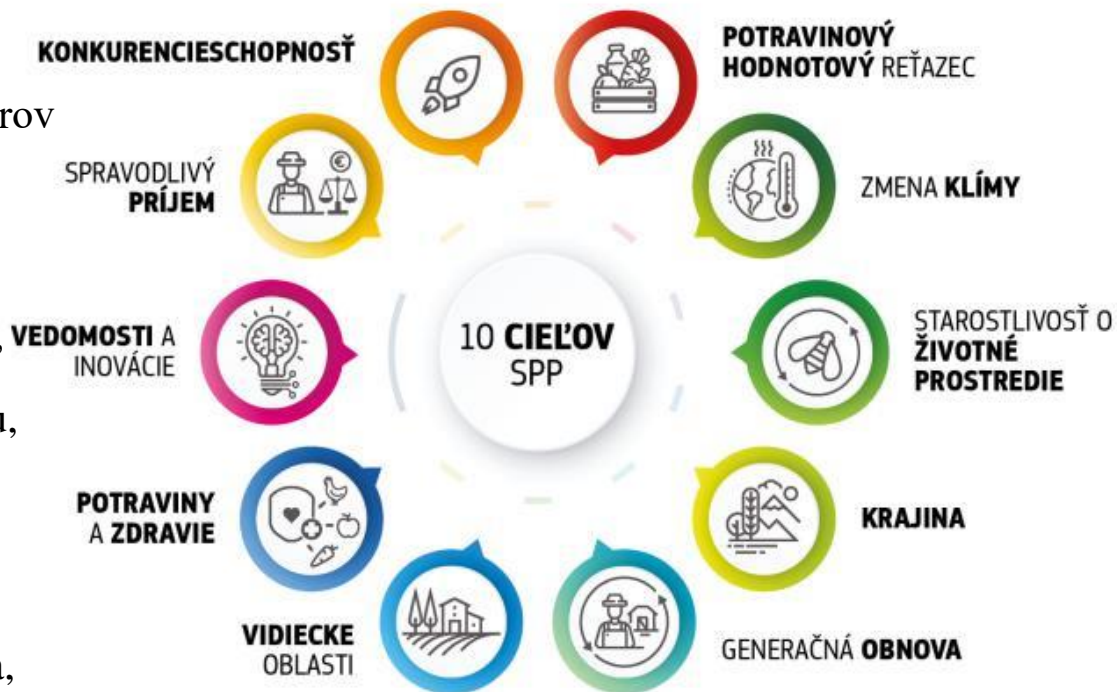 KONKURENCIESCHOPNOSŤ
POTRAVINOVÝ
HODNOTOVÝ REŤAZEC
rov
SPRAVODLIVÝ
PRÍJEM
€
ZMENA KLÍMY
, VEDOMOSTI A
INOVÁCIE
10 CIEĽOV
SPP
STAROSTLIVOSŤ O
ŽIVOTNÉ
PROSTREDIE
,
POTRAVINY
A ZDRAVIE
KRAJINA
VIDIECKE
OBLASTI
GENERAČNÁ OBNOVA
,